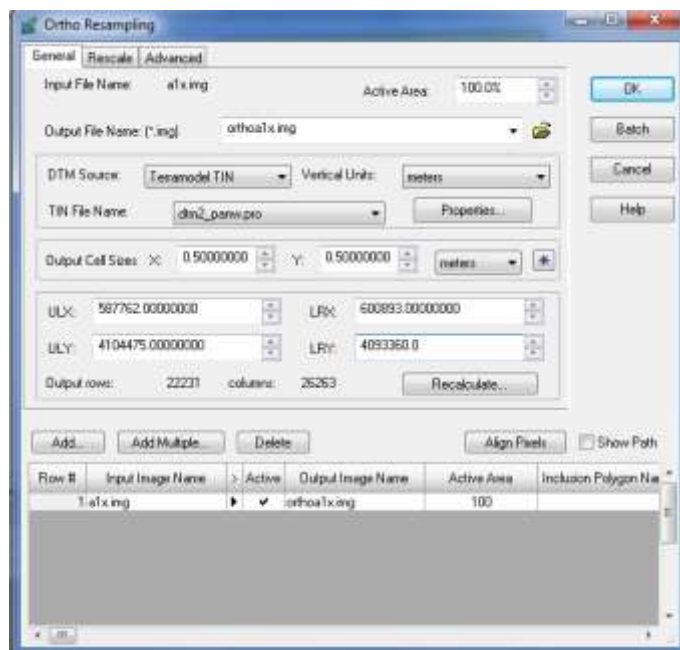 Ortho Resampling
General Rescale Advanced
Input File Name: a1x.img Active Area: 100.0%
OK
Output File Name: (*.img) orthoa1x.img
Batch
DTM Source: Terramodel TIN Vertical Units: meters
Cancel
TIN File Name: dtm2_panw.pro Properties...
Help
Output Cell Sizes X: 0.50000000 Y: 0.50000000 meters
ULX: 587762.00000000 LRX: 600893.00000000
ULY: 4104475.00000000 LRY: 4093360.0
Output rows: 22231 columns: 26263 Recalculate...
Add... Add Multiple... Delete Align Pixels Show Path
Row # Input Image Name > Active Output Image Name Active Area Inclusion Polygon Na
1 a1x.img orthoa1x.img 100